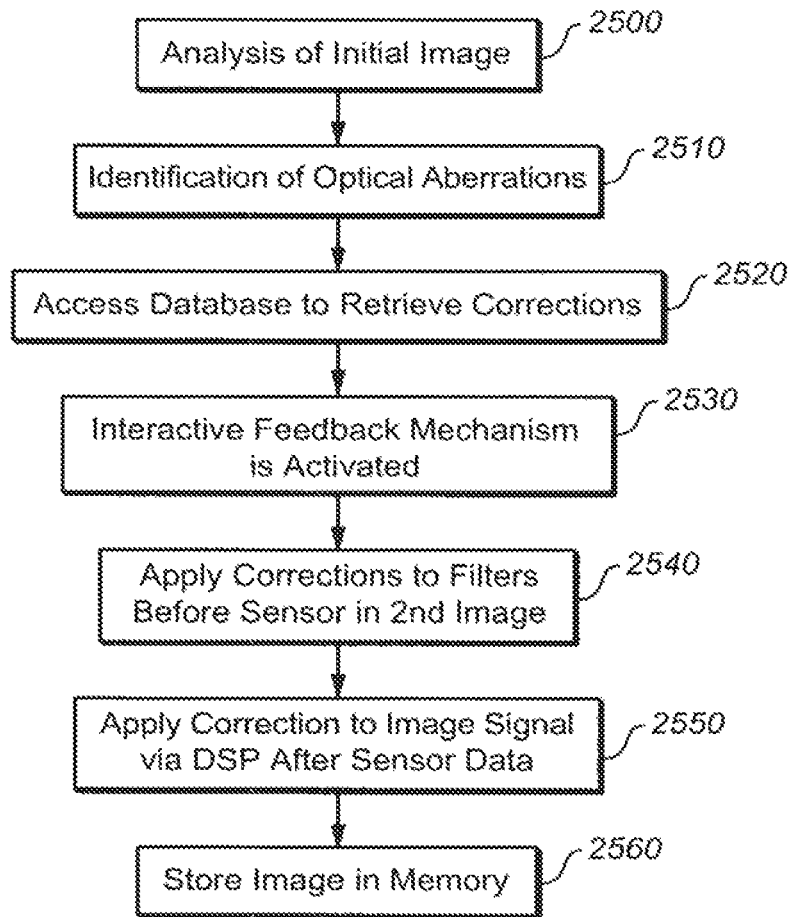 2500
Analysis of Initial Image
2510
Identification of Optical Aberrations
2520
Access Database to Retrieve Corrections
2530
Interactive Feedback Mechanism
is Activated
2540
Apply Corrections to Filters
Before Sensor in 2nd Image
2550
Apply Correction to Image Signal
via DSP After Sensor Data
2560
Store Image in Memory